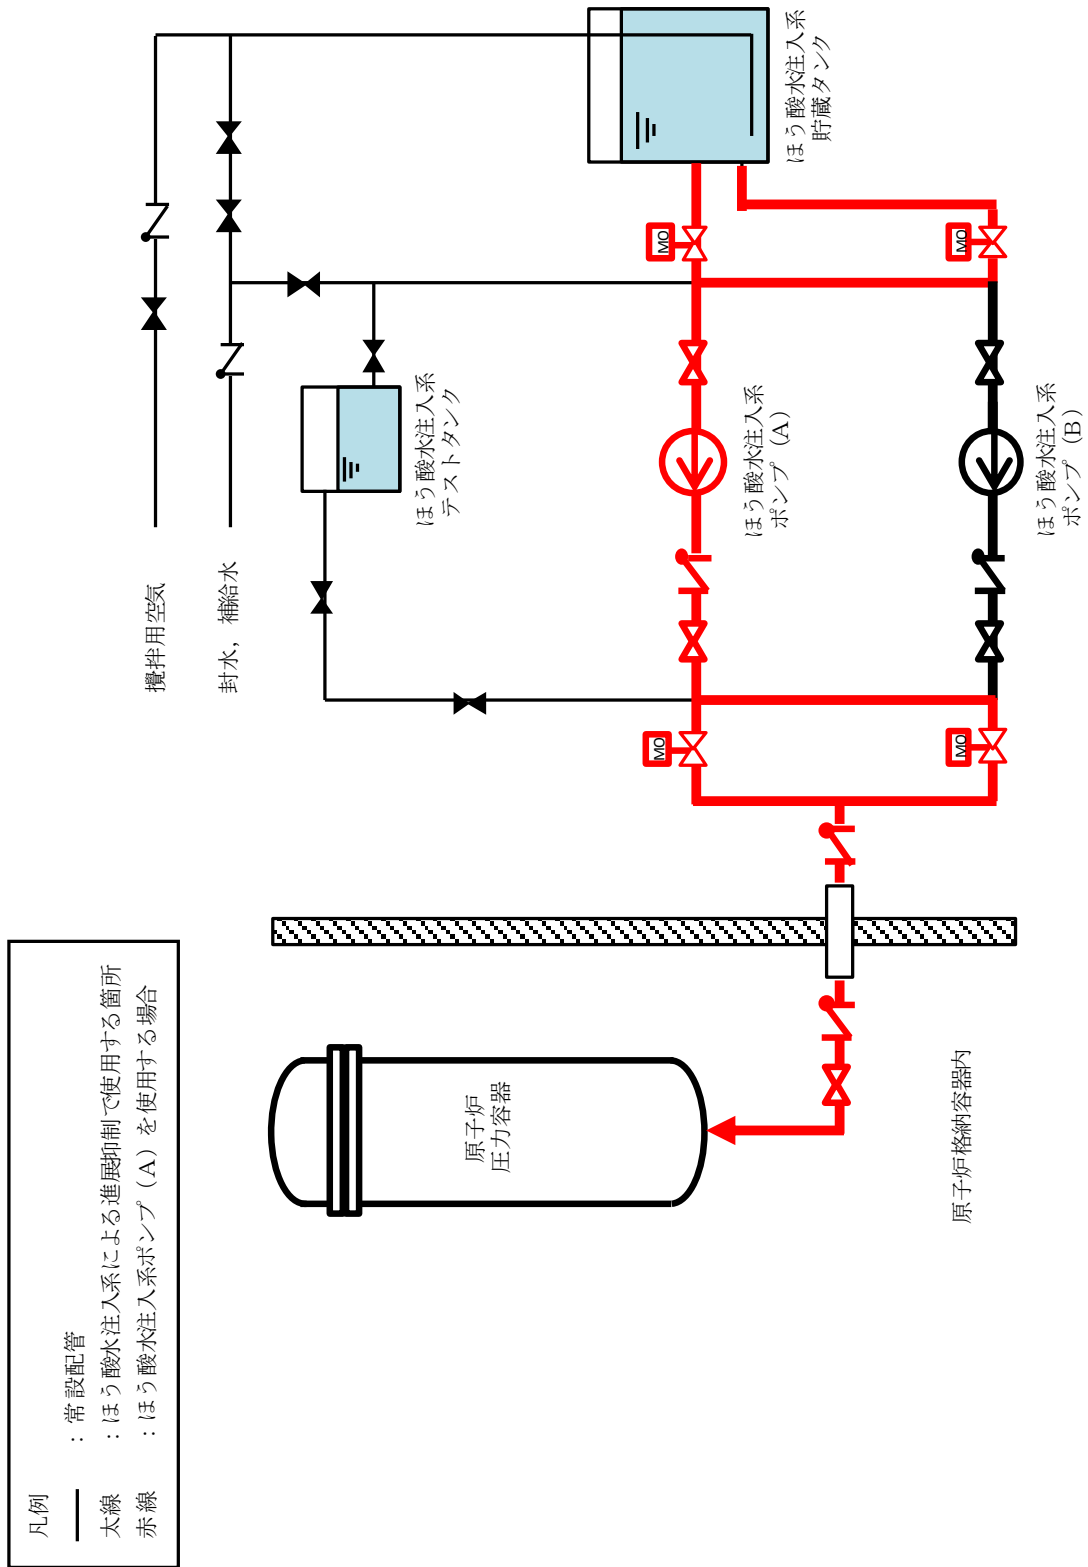 凡例
：常設配管
太線　：ほう酸水注入系による進展抑制で使用する箇所
赤線　：ほう酸水注入系ポンプ（A）を使用する場合
攪拌用空気
封水，補給水
ほう酸水注入系
テストタンク
ほう酸水注入系
貯蔵タンク
MO
MO
ほう酸水注入系
ポンプ（A）
ほう酸水注入系
ポンプ（B）
MO
MO
原子炉
圧力容器
原子炉格納容器内